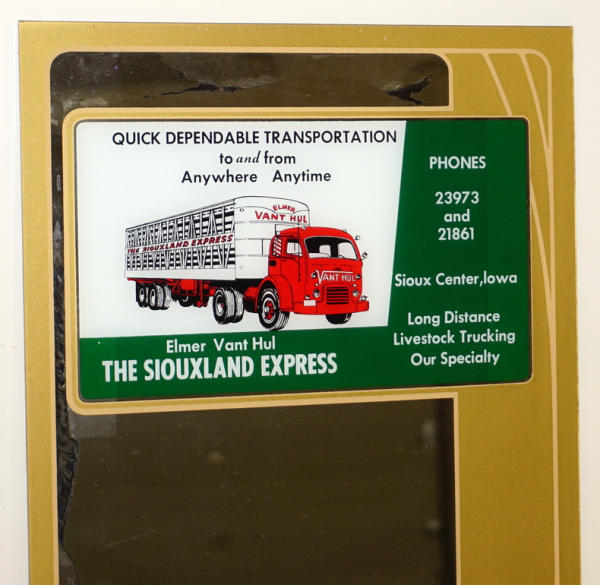 QUICK DEPENDABLE TRANSPORTATION
to and from
Anywhere Anytime
ELMER
VANT HUL
THE SIOUXLAND EXPRESS
VANT HUL
Elmer Vant Hul
THE SIOUXLAND EXPRESS
PHONES
23973
and
21861
Sioux Center, Iowa
Long Distance
Livestock Trucking
Our Specialty